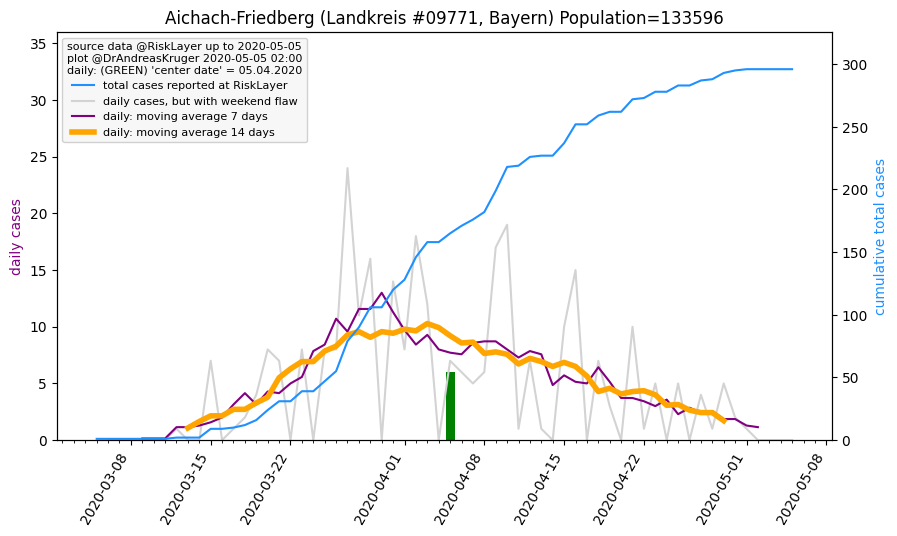 Aichach-Friedberg (Landkreis #09771, Bayern) Population=133596
source data @RiskLayer up to 2020-05-05
plot @DrAndreasKruger 2020-05-05 02:00
daily: (GREEN) 'center date' = 05.04.2020
total cases reported at RiskLayer
daily cases, but with weekend flaw
daily: moving average 7 days
daily: moving average 14 days
daily cases
35
30
25
20
15
10
5
0
300
250
200
150
100
50
0
cumulative total cases
2020-03-08
2020-03-15
2020-03-22
2020-04-01
2020-04-08
2020-04-15
2020-04-22
2020-05-01
2020-05-08